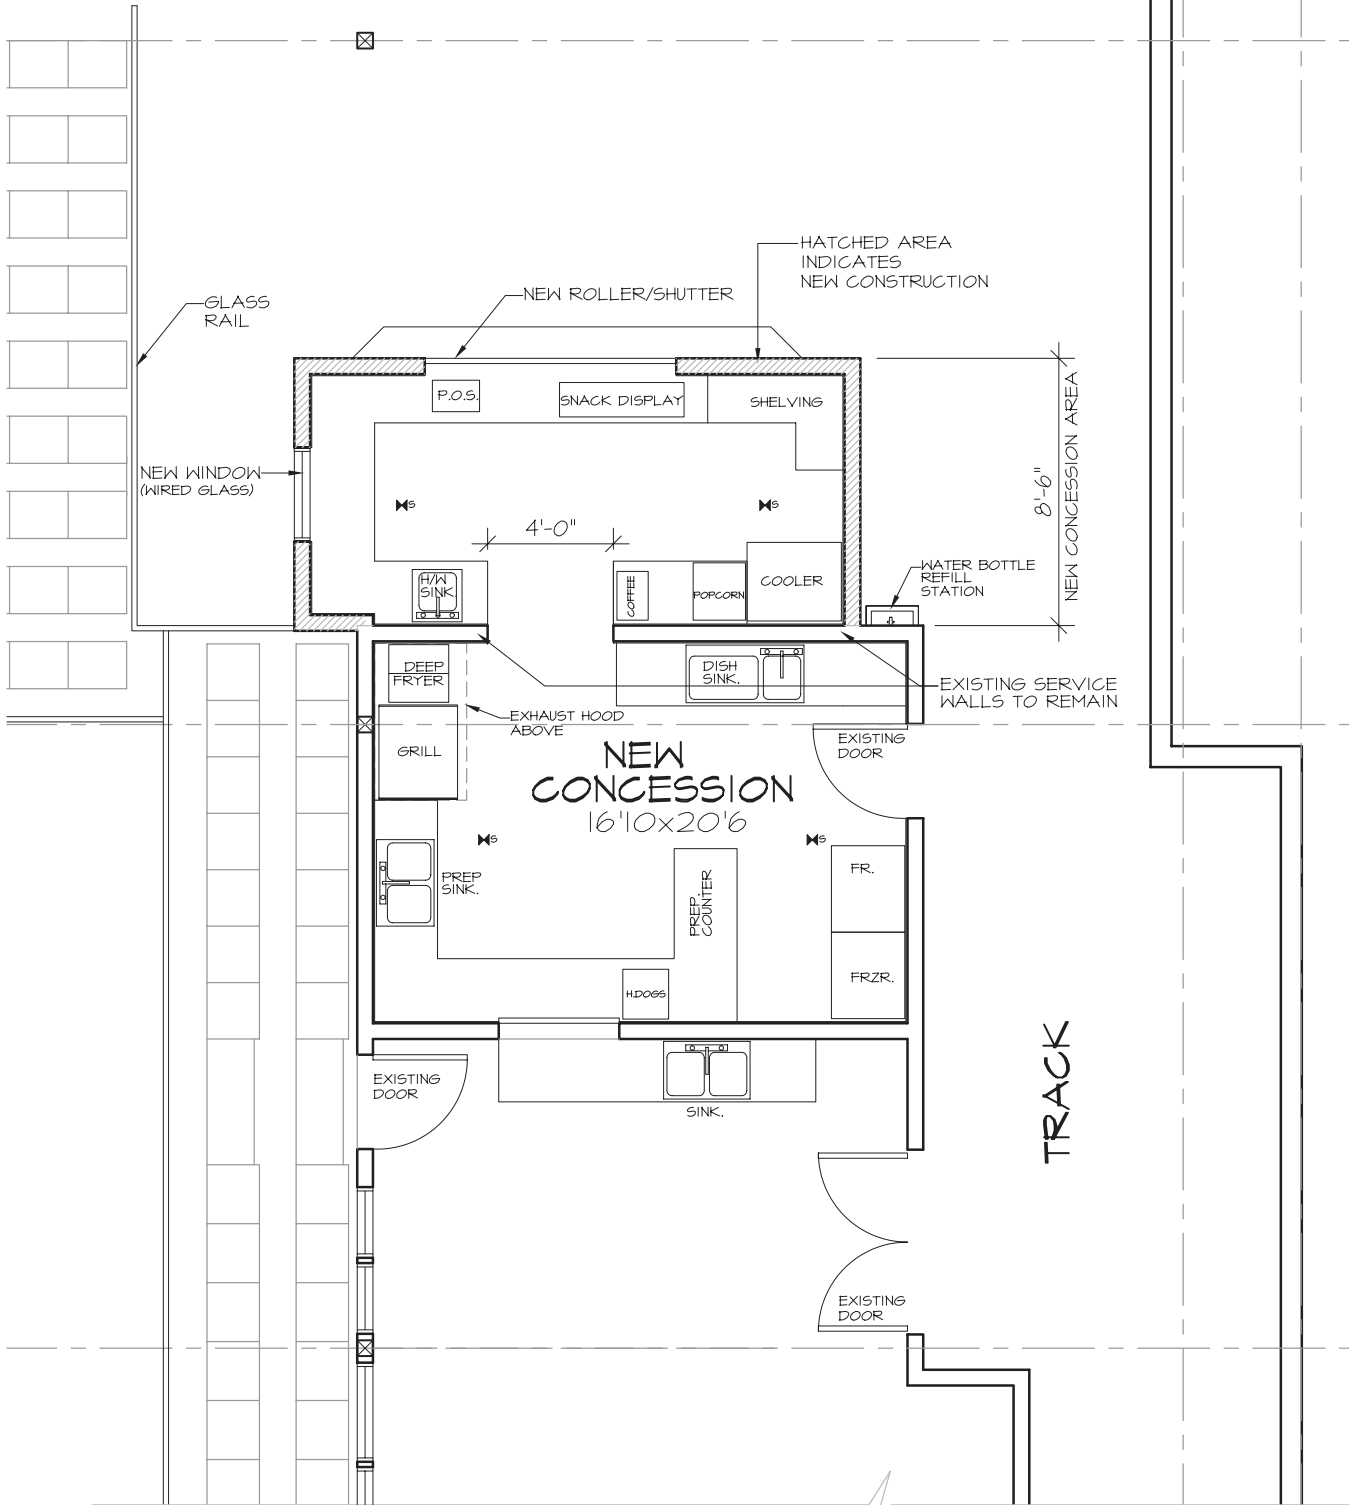 HATCHED AREA
INDICATES
NEW CONSTRUCTION
NEW ROLLER/SHUTTER
GLASS
RAIL
P.O.S.
SNACK DISPLAY
SHELVING
NEW CONCESSION AREA
8'-6"
NEW WINDOW
(WIRED GLASS)
S
S
4'-0"
H/W
SINK.
COFFEE
POPCORN
COOLER
WATER BOTTLE
REFILL
STATION
DEEP
FRYER
DISH
SINK.
EXISTING SERVICE
WALLS TO REMAIN
EXHAUST HOOD
ABOVE
GRILL
NEW
CONCESSION
16'10x20'6
EXISTING
DOOR
S
S
PREP
SINK.
PREP.
COUNTER
FR.
FRZR.
H.DOGS
TRACK
EXISTING
DOOR
SINK.
EXISTING
DOOR